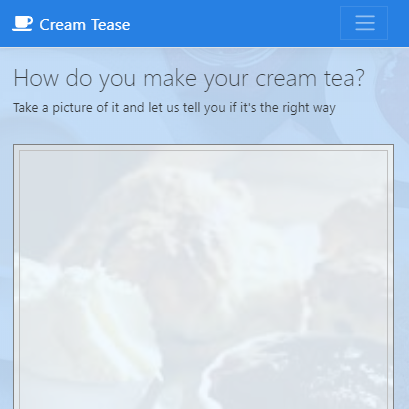 Cream Tease
How do you make your cream tea?
Take a picture of it and let us tell you if it's the right way